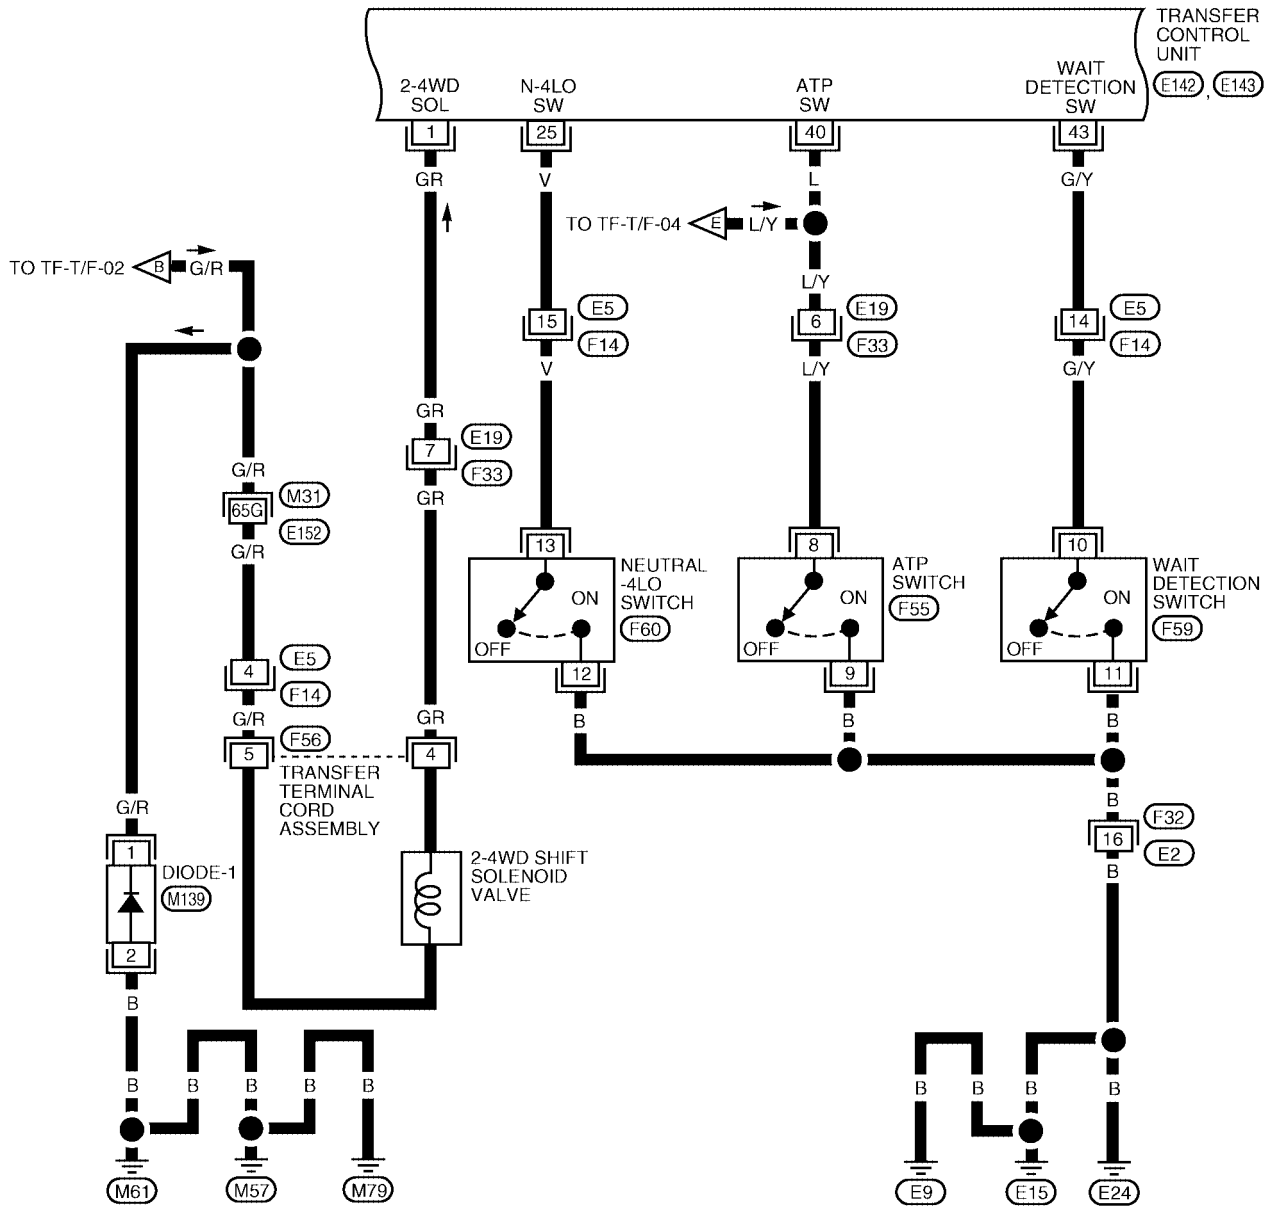 TRANSFER
CONTROL
UNIT
E142 , E143
2-4WD
SOL
N-4LO
SW
ATP
SW
WAIT
DETECTION
SW
1
25
40
43
GR
V
L
G/Y
TO TF-T/F-04
E
L/Y
TO TF-T/F-02
B
G/R
L/Y
15
E5
F14
6
E19
F33
14
E5
F14
V
L/Y
G/Y
GR
7
E19
F33
GR
G/R
65G
M31
E152
G/R
13
8
10
NEUTRAL
-4LO
SWITCH
F60
ON
OFF
ATP
SWITCH
F55
ON
OFF
WAIT
DETECTION
SWITCH
F59
ON
OFF
12
9
11
4
E5
F14
G/R
GR
B
B
B
5
F56
4
TRANSFER
TERMINAL
CORD
ASSEMBLY
B
F32
16
E2
B
G/R
1
DIODE-1
M139
2
2-4WD SHIFT
SOLENOID
VALVE
B
B
B
B
B
B
B
B
B
B
M61
M57
M79
E9
E15
E24